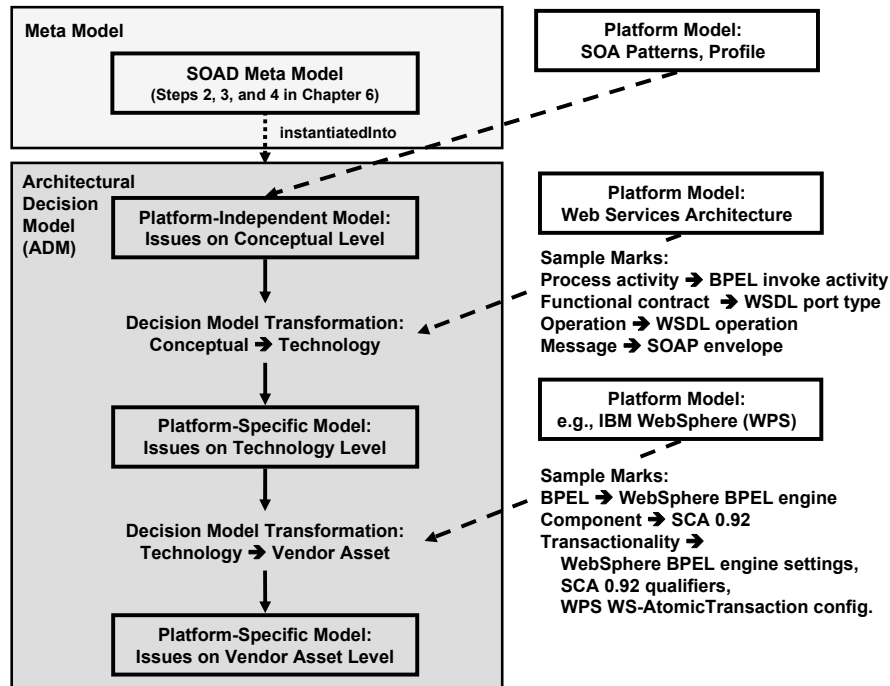 Meta Model
SOAD Meta Model
(Steps 2, 3, and 4 in Chapter 6)
instantiatedInto
Platform Model:
SOA Patterns, Profile
Architectural
Decision
Model
(ADM)
Platform-Independent Model:
Issues on Conceptual Level
Decision Model Transformation:
Conceptual ➔ Technology
Platform-Specific Model:
Issues on Technology Level
Decision Model Transformation:
Technology ➔ Vendor Asset
Platform-Specific Model:
Issues on Vendor Asset Level
Platform Model:
Web Services Architecture
Sample Marks:
Process activity ➔ BPEL invoke activity
Functional contract ➔ WSDL port type
Operation ➔ WSDL operation
Message ➔ SOAP envelope
Platform Model:
e.g., IBM WebSphere (WPS)
Sample Marks:
BPEL ➔ WebSphere BPEL engine
Component ➔ SCA 0.92
Transactionality ➔
WebSphere BPEL engine settings,
SCA 0.92 qualifiers,
WPS WS-AtomicTransaction config.